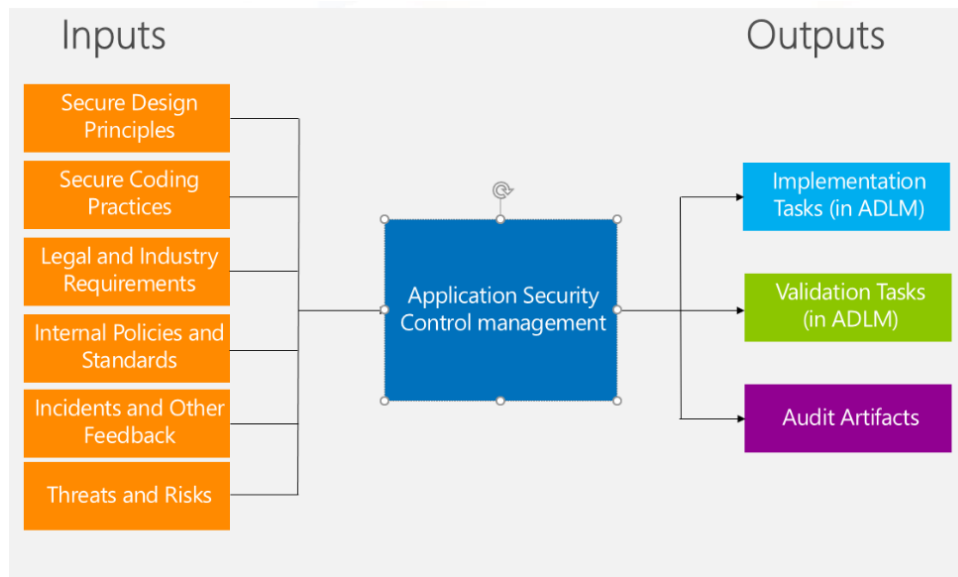 Inputs
Outputs
Secure Design
Principles
Secure Coding
Practices
Legal and Industry
Requirements
Internal Policies and
Standards
Incidents and Other
Feedback
Threats and Risks
Application Security
Control management
Implementation
Tasks (in ADLM)
Validation Tasks
(in ADLM)
Audit Artifacts